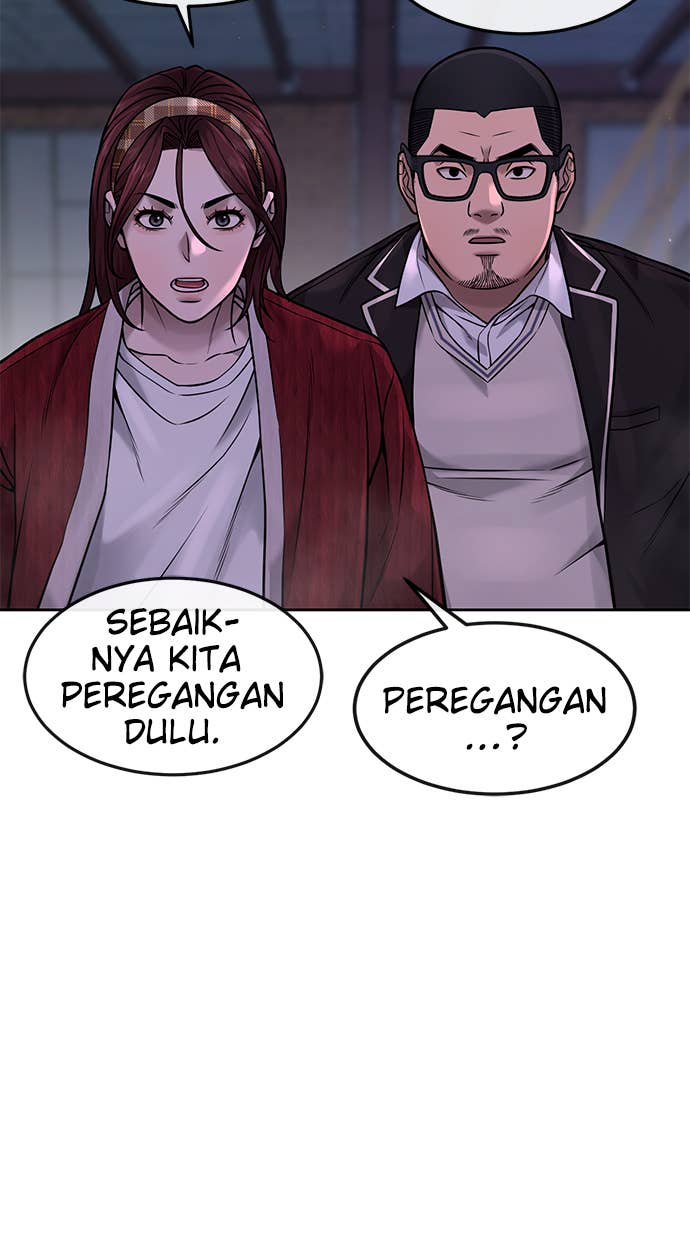 SEBAIK-
NYA KITA
PEREGANGAN
DULU.
PEREGANGAN
...?